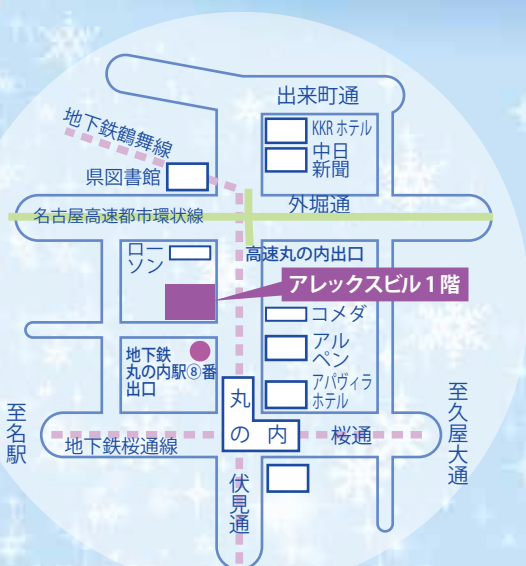 出来町通
地下鉄鶴舞線
KKR ホテル
中日
新聞
県図書館
外堀通
名古屋高速都市環状線
ロー
ソン
高速丸の内出口
アレックスビル１階
コメダ
アル
ペン
地下鉄
丸の内駅⑧番
出口
アパヴィラ
ホテル
至名駅
至久屋大通
丸
の 内
地下鉄桜通線
桜通
伏見通